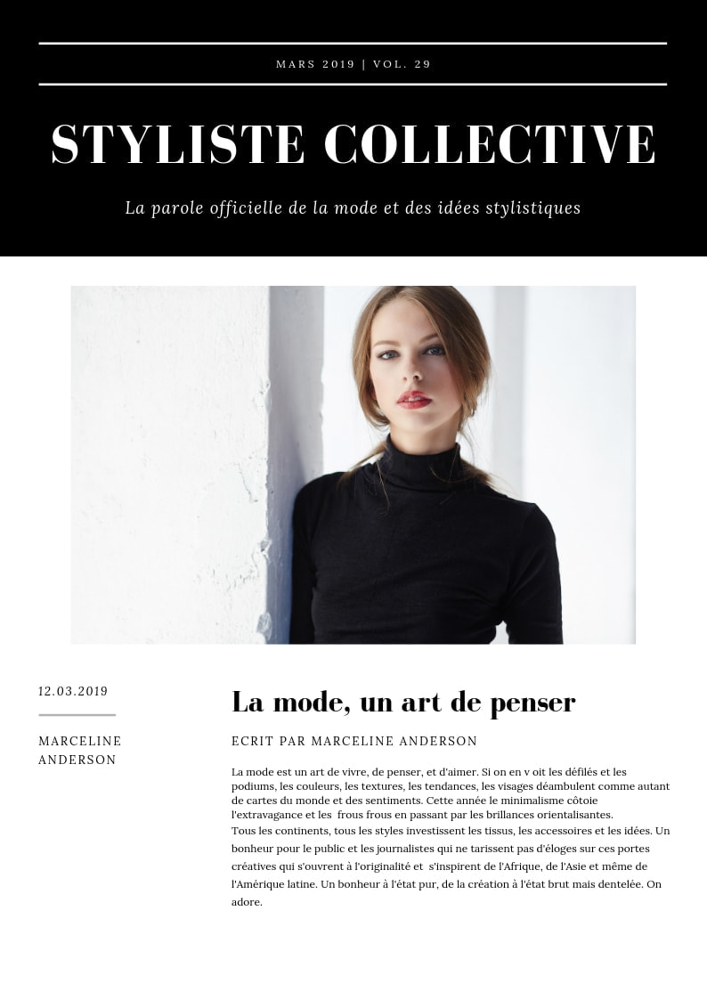 MARS 2019 | VOL. 29
STYLISTE COLLECTIVE
La parole officielle de la mode et des idées stylistiques
12.03.2019
MARCELINE
ANDERSON
La mode, un art de penser
ECRIT PAR MARCELINE ANDERSON
La mode est un art de vivre, de penser, et d'aimer. Si on en v oit les défilés et les
podiums, les couleurs, les textures, les tendances, les visages déambulent comme autant
de cartes du monde et des sentiments. Cette année le minimalisme côtoie
l'extravagance et les  frous frous en passant par les brillances orientalisantes.
Tous les continents, tous les styles investissent les tissus, les accessoires et les idées. Un
bonheur pour le public et les journalistes qui ne tarissent pas d'éloges sur ces portes
créatives qui s'ouvrent à l'originalité et  s'inspirent de l'Afrique, de l'Asie et même de
l'Amérique latine. Un bonheur à l'état pur, de la création à l'état brut mais dentelée. On
adore.